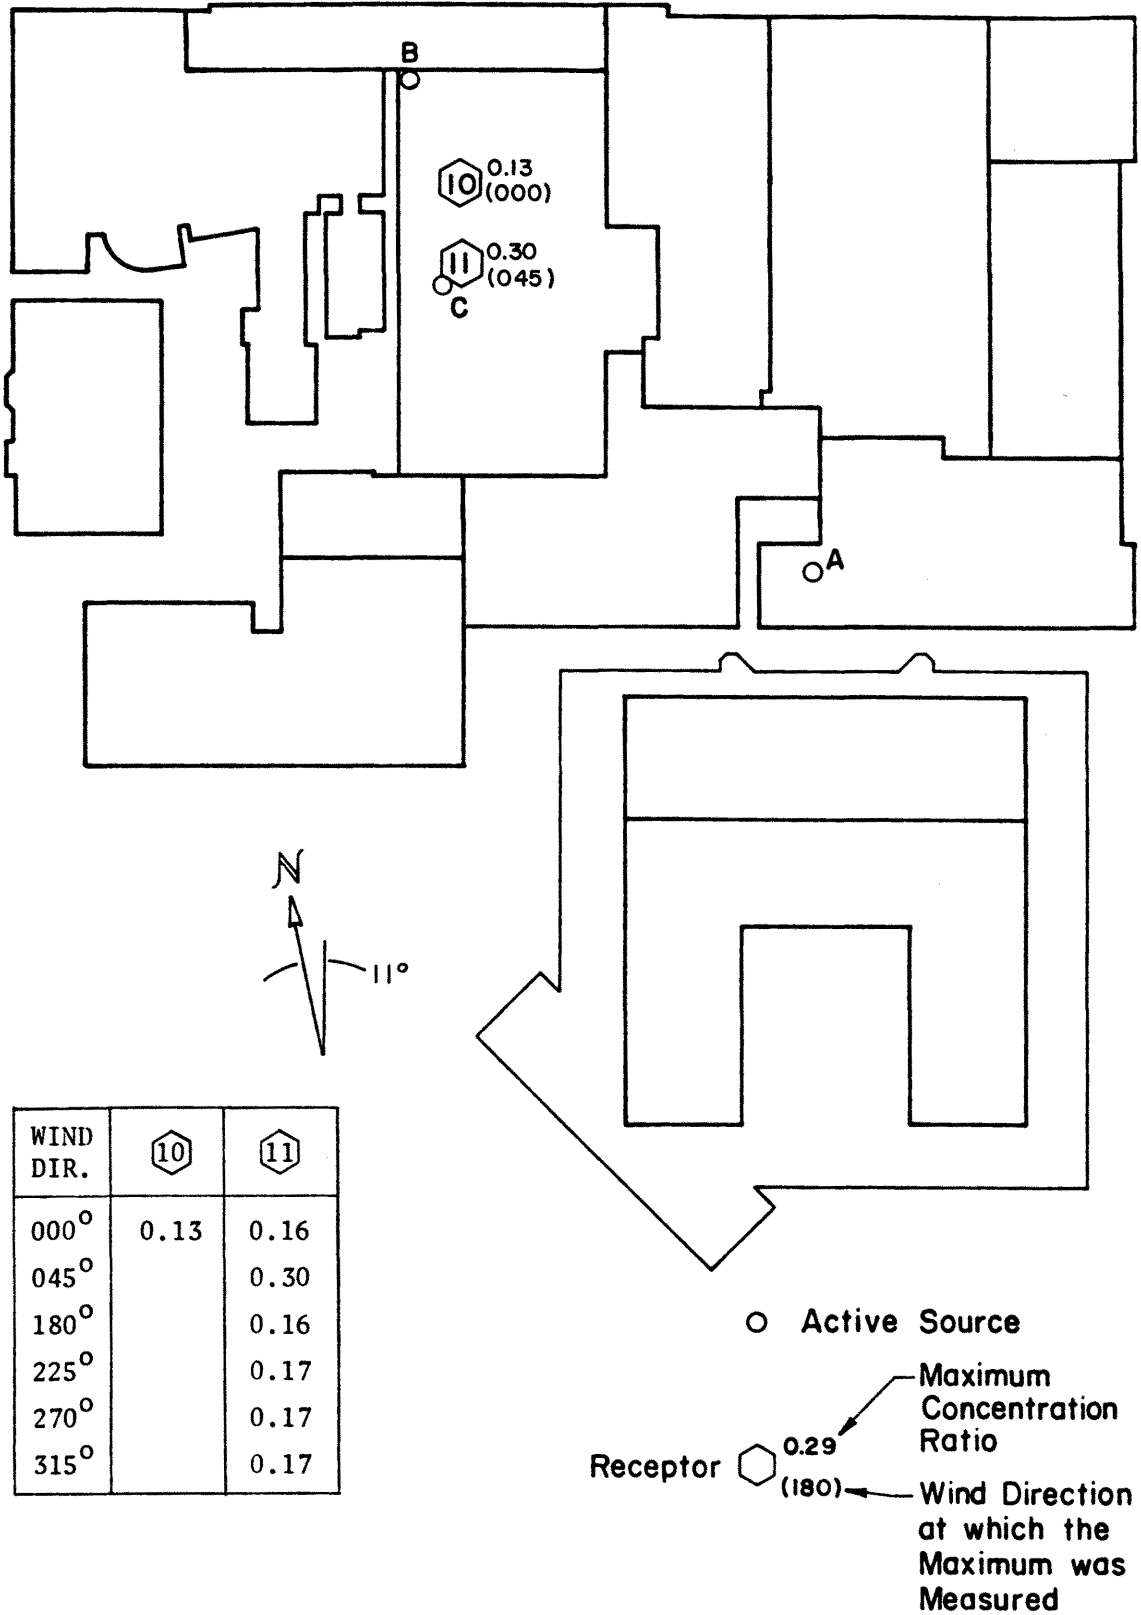 B
10 0.13
(000)
11 0.30
(045)
C
A
N
11°
WIND DIR. 10 11
000° 0.13 0.16
045° 0.30
180° 0.16
225° 0.17
270° 0.17
315° 0.17
Active Source
Maximum
Concentration
Ratio
Receptor 0.29
(180)
Wind Direction
at which the
Maximum was
Measured